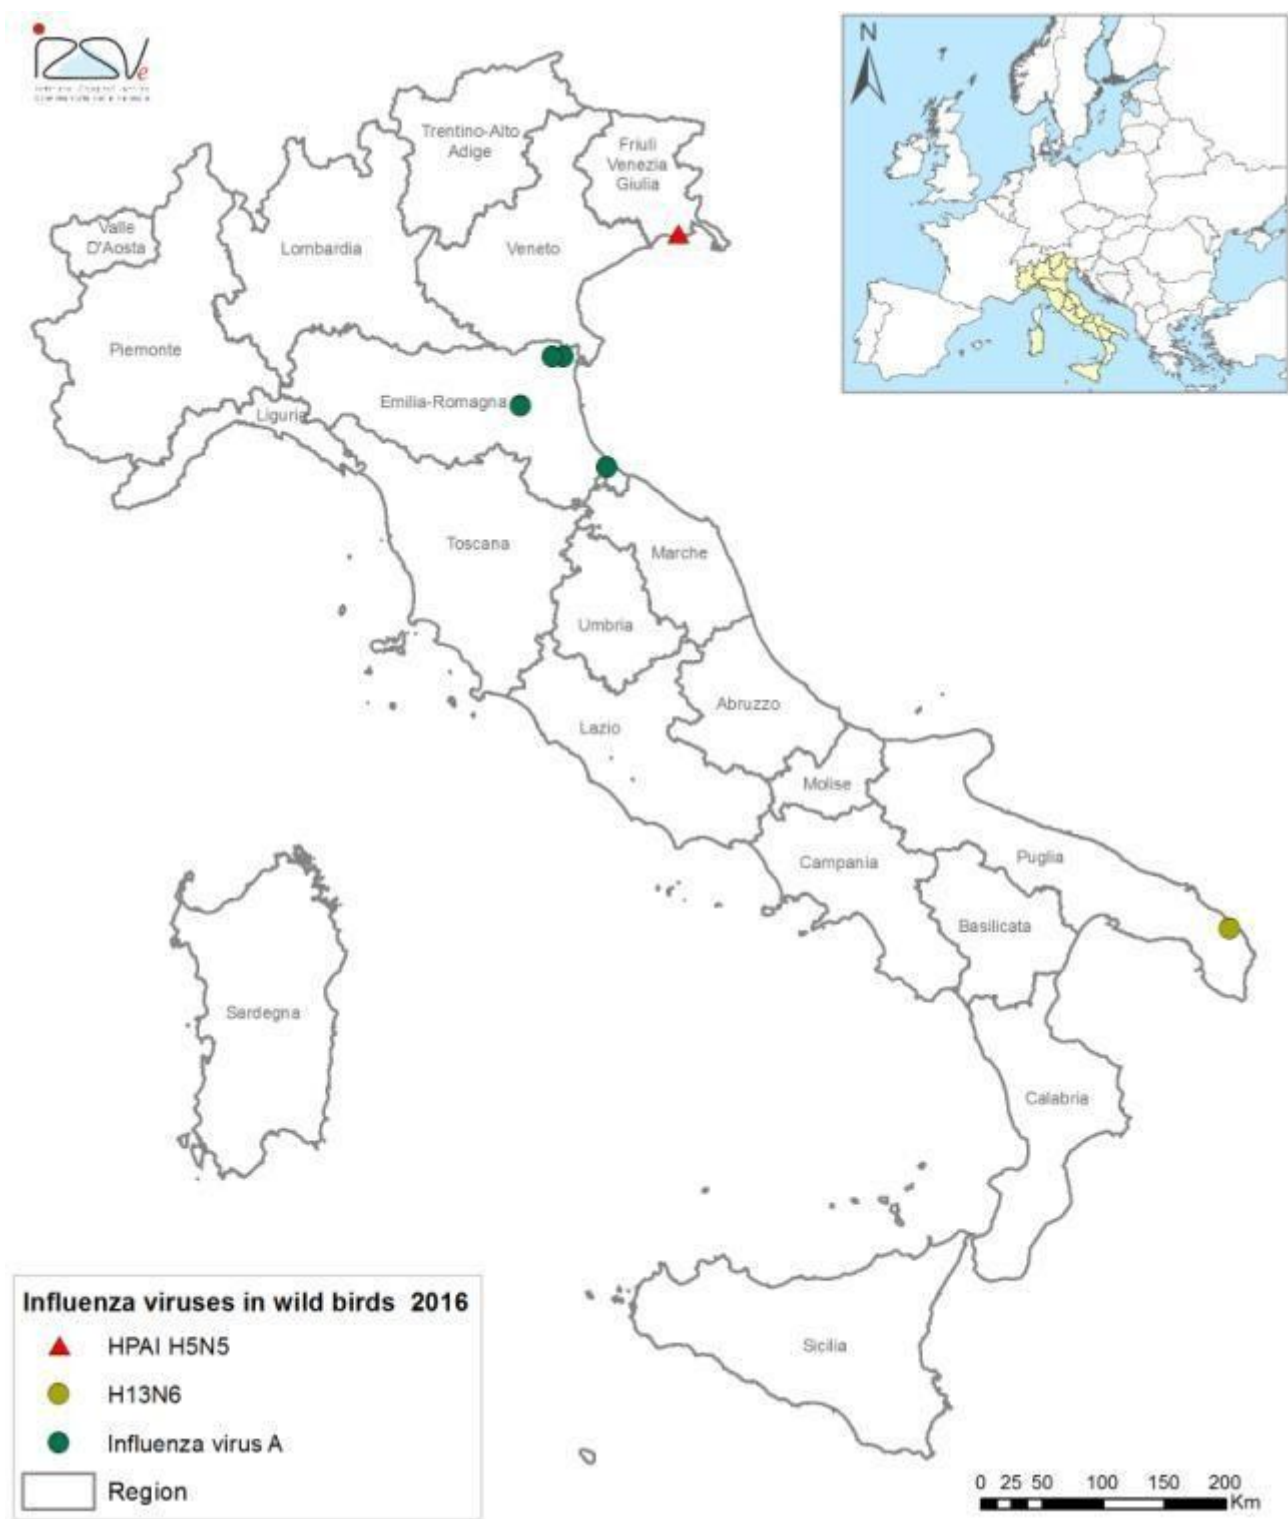 IZSVe
N
Trentino-Alto
Adige
Friuli
Venezia
Giulia
Valle
D'Aosta
Lombardia
Veneto
Piemonte
Emilia-Romagna
Liguria
Toscana
Marche
Umbria
Abruzzo
Lazio
Molise
Campania
Puglia
Basilicata
Sardegna
Calabria
Sicilia
Influenza viruses in wild birds 2016
HPAI H5N5
H13N6
Influenza virus A
Region
0 25 50 100 150 200
Km